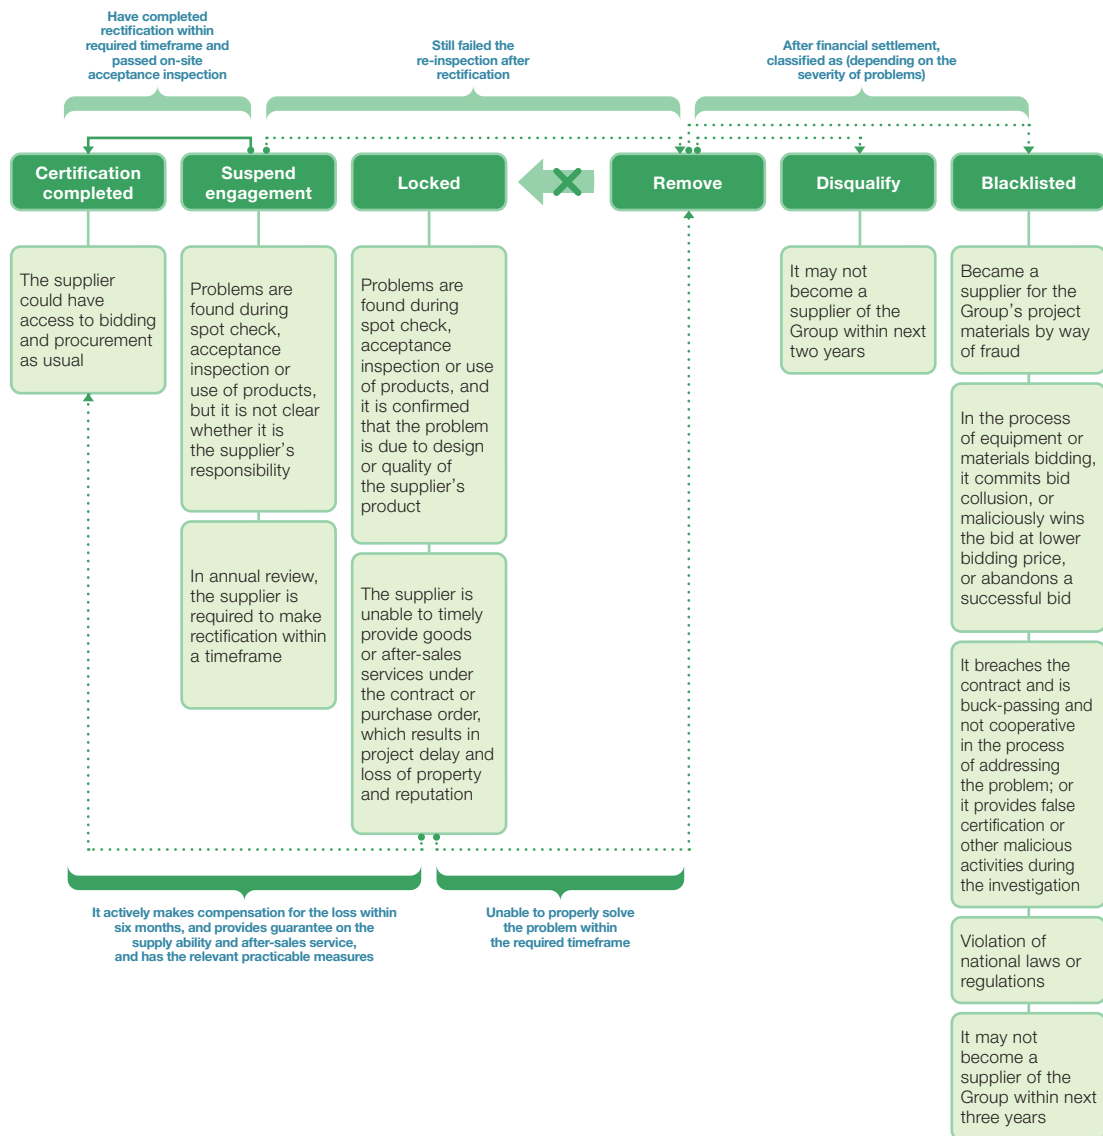 Have completed
rectification within
required timeframe and
passed on-site
acceptance inspection
Still failed the
re-inspection after
rectification
After financial settlement,
classified as (depending on the
severity of problems)
Certification
completed
Suspend
engagement
Locked
Remove
Disqualify
Blacklisted
The supplier
could have
access to bidding
and procurement
as usual
Problems are
found during
spot check,
acceptance
inspection or
use of products,
but it is not clear
whether it is
the supplier's
responsibility
In annual review,
the supplier is
required to make
rectification within
a timeframe
Problems are
found during
spot check,
acceptance
inspection or use
of products, and
it is confirmed
that the problem
is due to design
or quality of
the supplier's
product
The supplier is
unable to timely
provide goods
or after-sales
services under
the contract or
purchase order,
which results in
project delay and
loss of property
and reputation
It may not
become a
supplier of the
Group within next
two years
Became a
supplier for the
Group's project
materials by way
of fraud
In the process
of equipment or
materials bidding,
it commits bid
collusion, or
maliciously wins
the bid at lower
bidding price,
or abandons a
successful bid
It breaches the
contract and is
buck-passing and
not cooperative
in the process
of addressing
the problem; or
it provides false
certification or
other malicious
activities during
the investigation
Violation of
national laws or
regulations
It may not
become a
supplier of the
Group within next
three years
It actively makes compensation for the loss within
six months, and provides guarantee on the
supply ability and after-sales service,
and has the relevant practicable measures
Unable to properly solve
the problem within
the required timeframe